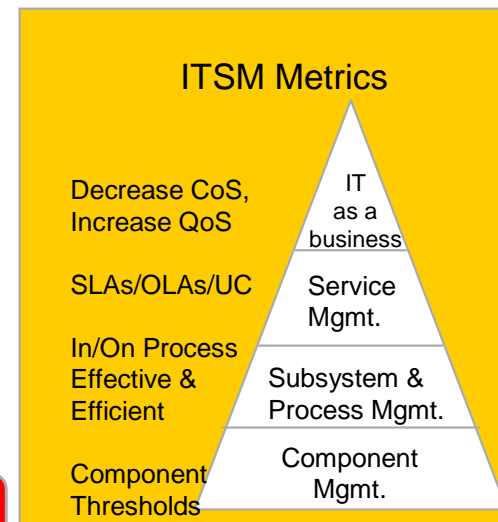 ITSM Metrics
Decrease CoS,
Increase QoS
IT
as a
business
SLAs/OLAs/UC
Service
Mgmt.
In/On Process
Effective &
Efficient
Subsystem &
Process Mgmt.
Component
Thresholds
Component
Mgmt.